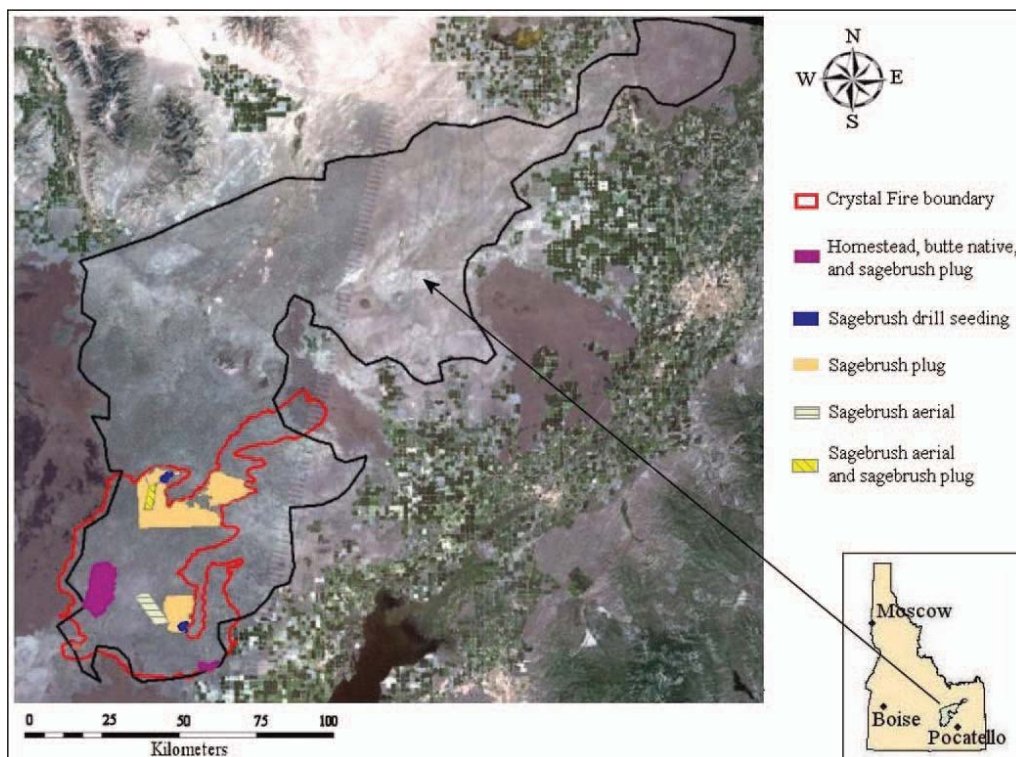 N
W E
S
Crystal Fire boundary
Homestead, butte native,
and sagebrush plug
Sagebrush drill seeding
Sagebrush plug
Sagebrush aerial
Sagebrush aerial
and sagebrush plug
Moscow
Boise
Pocatello
0 25 50 75 100
Kilometers